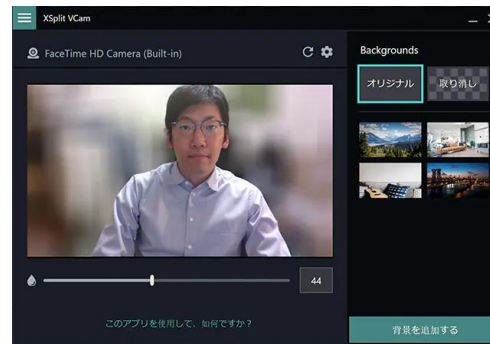 XSplit VCam
FaceTime HD Camera (Built-in)
Backgrounds
オリジナル
取り消し
44
このアプリを使用して、如何ですか？
背景を追加する